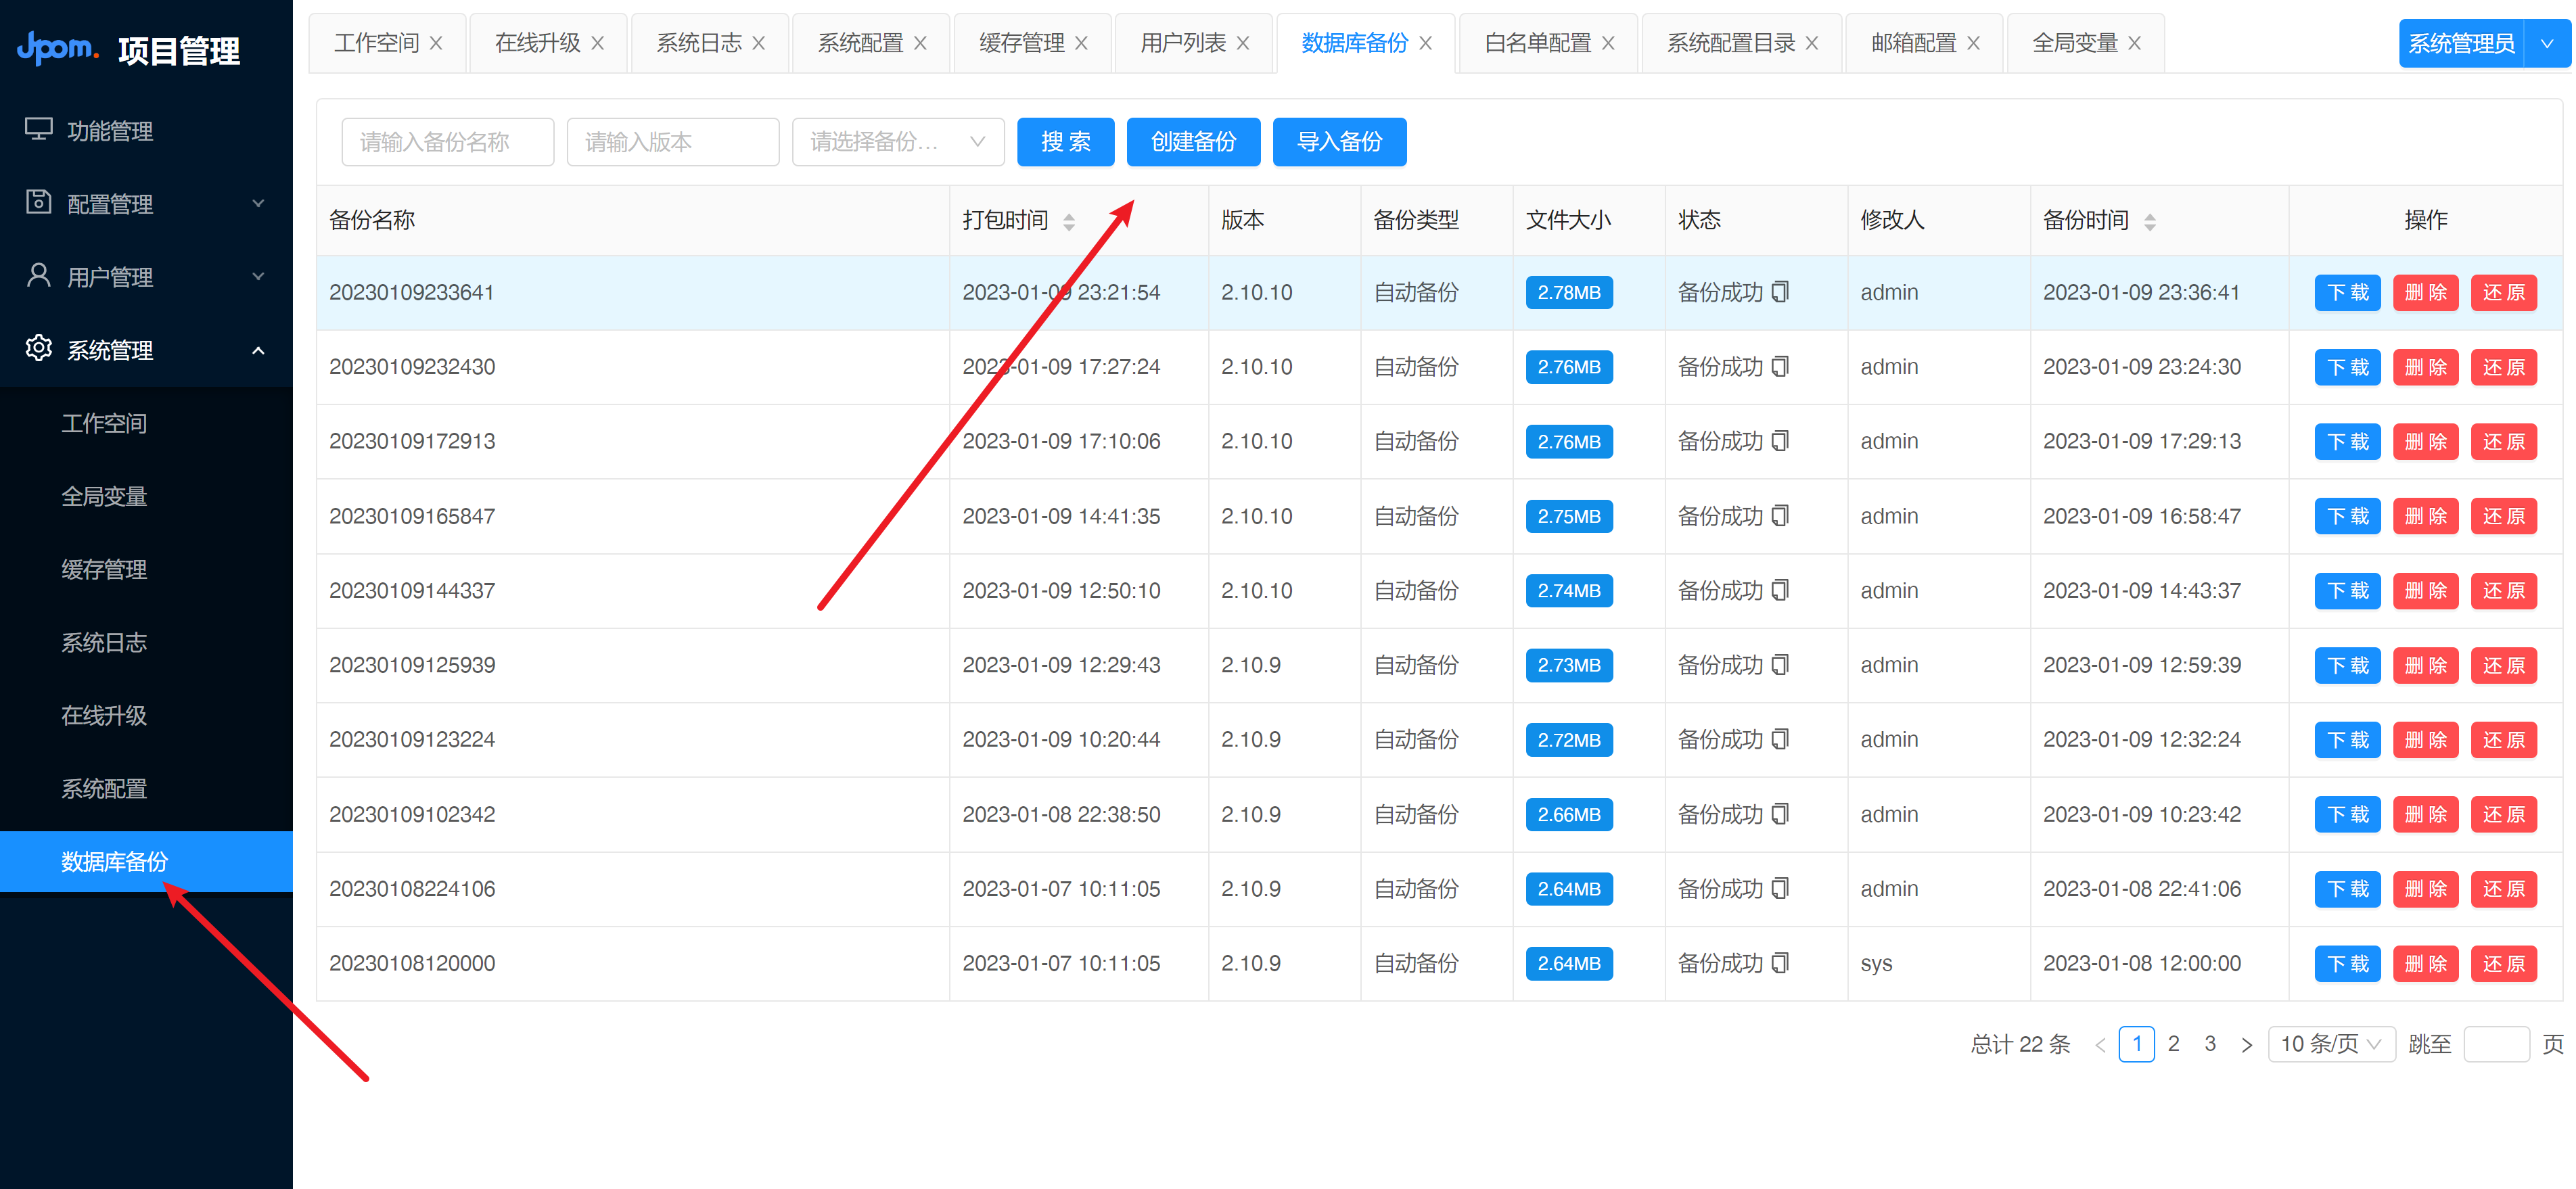 Jpom. 项目管理
工作空间 在线升级 系统日志 系统配置 缓存管理 用户列表 数据库备份 白名单配置 系统配置目录 邮箱配置 全局变量 系统管理员
功能管理
配置管理
用户管理
系统管理
工作空间
全局变量
缓存管理
系统日志
在线升级
系统配置
数据库备份
请输入备份名称 请输入版本 请选择备份... 搜 索 创建备份 导入备份
备份名称 打包时间 版本 备份类型 文件大小 状态 修改人 备份时间 操作
20230109233641 2023-01-09 23:21:54 2.10.10 自动备份 2.78MB 备份成功 admin 2023-01-09 23:36:41 下 载 删 除 还 原
20230109232430 2023-01-09 17:27:24 2.10.10 自动备份 2.76MB 备份成功 admin 2023-01-09 23:24:30 下 载 删 除 还 原
20230109172913 2023-01-09 17:10:06 2.10.10 自动备份 2.76MB 备份成功 admin 2023-01-09 17:29:13 下 载 删 除 还 原
20230109165847 2023-01-09 14:41:35 2.10.10 自动备份 2.75MB 备份成功 admin 2023-01-09 16:58:47 下 载 删 除 还 原
20230109144337 2023-01-09 12:50:10 2.10.10 自动备份 2.74MB 备份成功 admin 2023-01-09 14:43:37 下 载 删 除 还 原
20230109125939 2023-01-09 12:29:43 2.10.9 自动备份 2.73MB 备份成功 admin 2023-01-09 12:59:39 下 载 删 除 还 原
20230109123224 2023-01-09 10:20:44 2.10.9 自动备份 2.72MB 备份成功 admin 2023-01-09 12:32:24 下 载 删 除 还 原
20230109102342 2023-01-08 22:38:50 2.10.9 自动备份 2.66MB 备份成功 admin 2023-01-09 10:23:42 下 载 删 除 还 原
20230108224106 2023-01-07 10:11:05 2.10.9 自动备份 2.64MB 备份成功 admin 2023-01-08 22:41:06 下 载 删 除 还 原
20230108120000 2023-01-07 10:11:05 2.10.9 自动备份 2.64MB 备份成功 sys 2023-01-08 12:00:00 下 载 删 除 还 原
总计 22 条 < 1 2 3 > 10 条/页 跳至 页